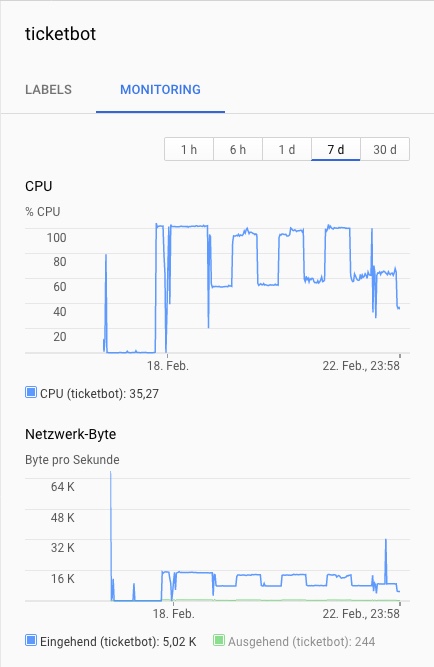 ticketbot
LABELS MONITORING
1 h 6 h 1 d 7 d 30 d
CPU
% CPU
100
80
60
40
20
18. Feb. 22. Feb., 23:58
CPU (ticketbot): 35,27
Netzwerk-Byte
Byte pro Sekunde
64 K
48 K
32 K
16 K
18. Feb. 22. Feb., 23:58
Eingehend (ticketbot): 5,02 K Ausgehend (ticketbot): 244